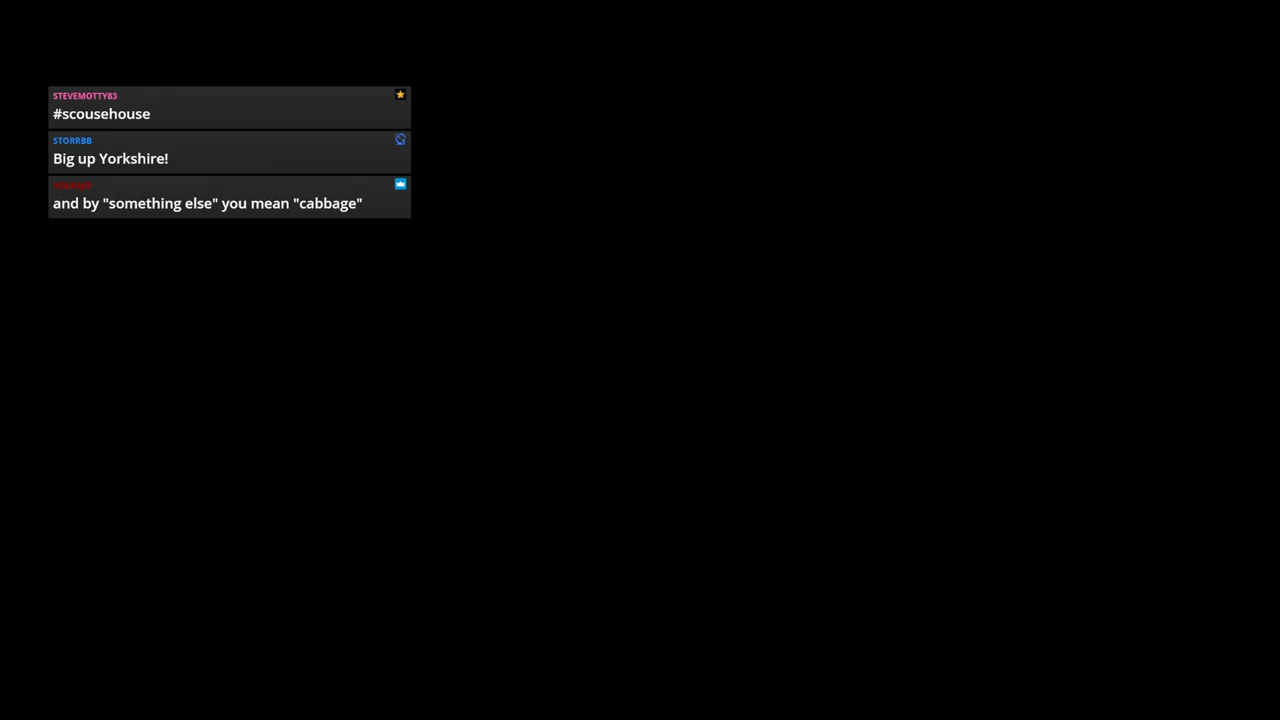 STEVEMOTTY83
#scousehouse
STORRBB
Big up Yorkshire!
and by "something else" you mean "cabbage"